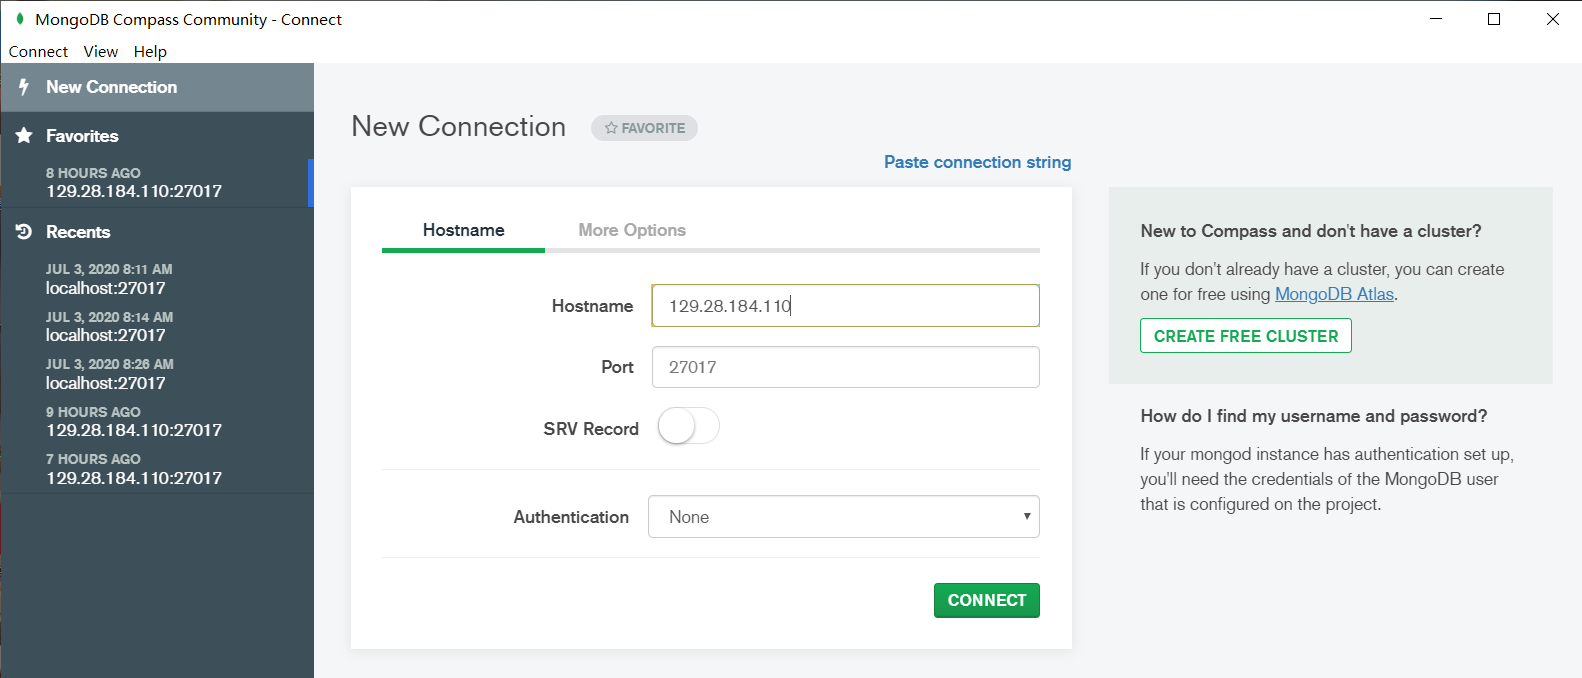 MongoDB Compass Community - Connect
Connect View Help
New Connection
Favorites
8 HOURS AGO
129.28.184.110:27017
Recents
JUL 3, 2020 8:11 AM
localhost:27017
JUL 3, 2020 8:14 AM
localhost:27017
JUL 3, 2020 8:26 AM
localhost:27017
9 HOURS AGO
129.28.184.110:27017
7 HOURS AGO
129.28.184.110:27017
New Connection
FAVORITE
Paste connection string
Hostname
More Options
Hostname
129.28.184.110
Port
27017
SRV Record
Authentication
None
CONNECT
New to Compass and don't have a cluster?
If you don't already have a cluster, you can create
one for free using MongoDB Atlas.
CREATE FREE CLUSTER
How do I find my username and password?
If your mongod instance has authentication set up,
you'll need the credentials of the MongoDB user
that is configured on the project.